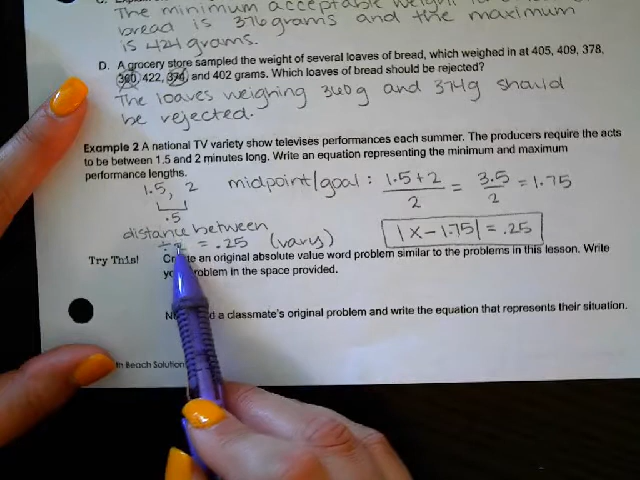 The minimum acceptable weight
bread is 376 grams and the maximum
is 424 grams.
D. A grocery store sampled the weight of several loaves of bread, which weighed in at 405, 409, 378,
360, 422, 374, and 402 grams. Which loaves of bread should be rejected?
The loaves weighing 360g and 374g should
be rejected.
Example 2 A national TV variety show televises performances each summer. The producers require the acts
to be between 1.5 and 2 minutes long. Write an equation representing the minimum and maximum
performance lengths.
1.5, 2
.5
midpoint/goal: (1.5+2)/2 = 3.5/2 = 1.75
distance between
÷ = .25 (vary)
|x-1.75| = .25
Try This! an original absolute value word problem similar to the problems in this lesson. Write
problem in the space provided.
a classmate's original problem and write the equation that represents their situation.
Beach Solution